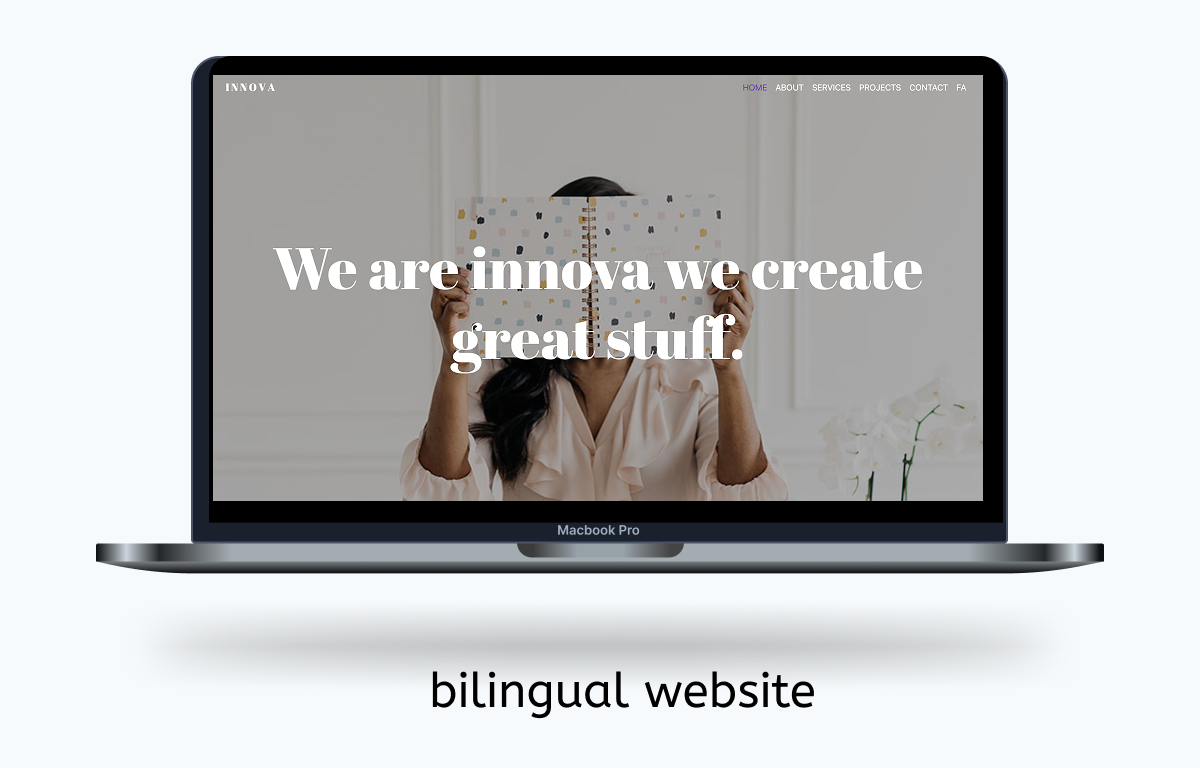 INNOVA
HOME ABOUT SERVICES PROJECTS CONTACT FA
We are innova we create
great stuff.
Macbook Pro
bilingual website